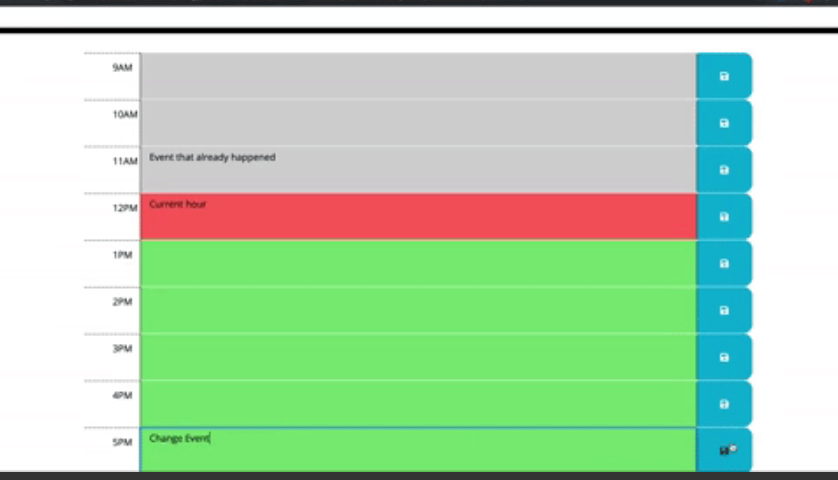 9AM
10AM
11AM Event that already happened
12PM Current hour
1PM
2PM
3PM
4PM
5PM Change Event